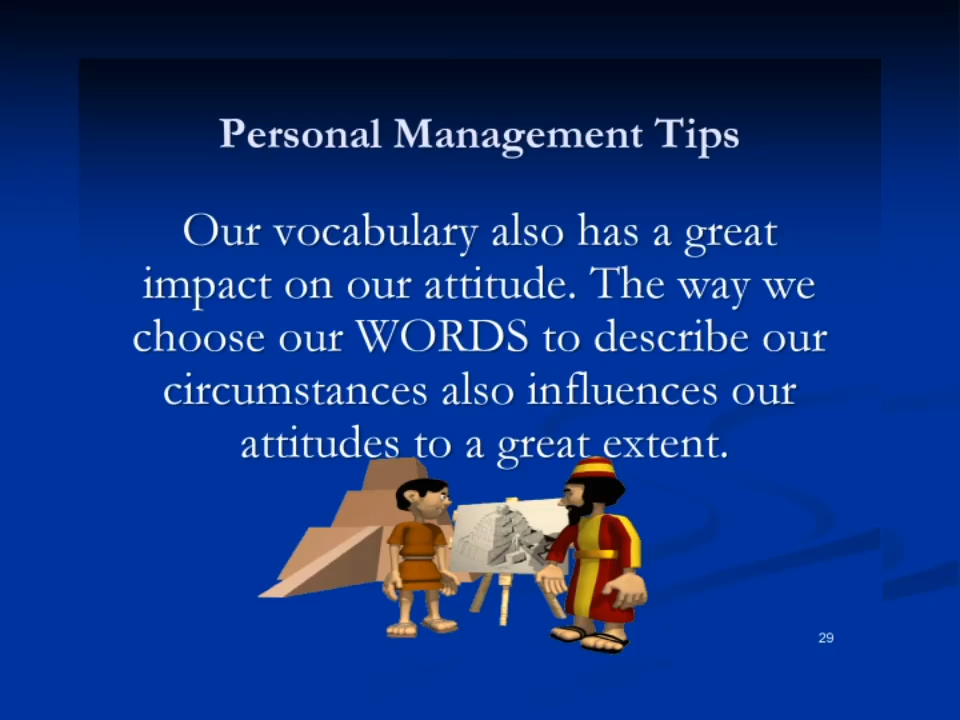 Personal Management Tips
Our vocabulary also has a great
impact on our attitude. The way we
choose our WORDS to describe our
circumstances also influences our
attitudes to a great extent.
29